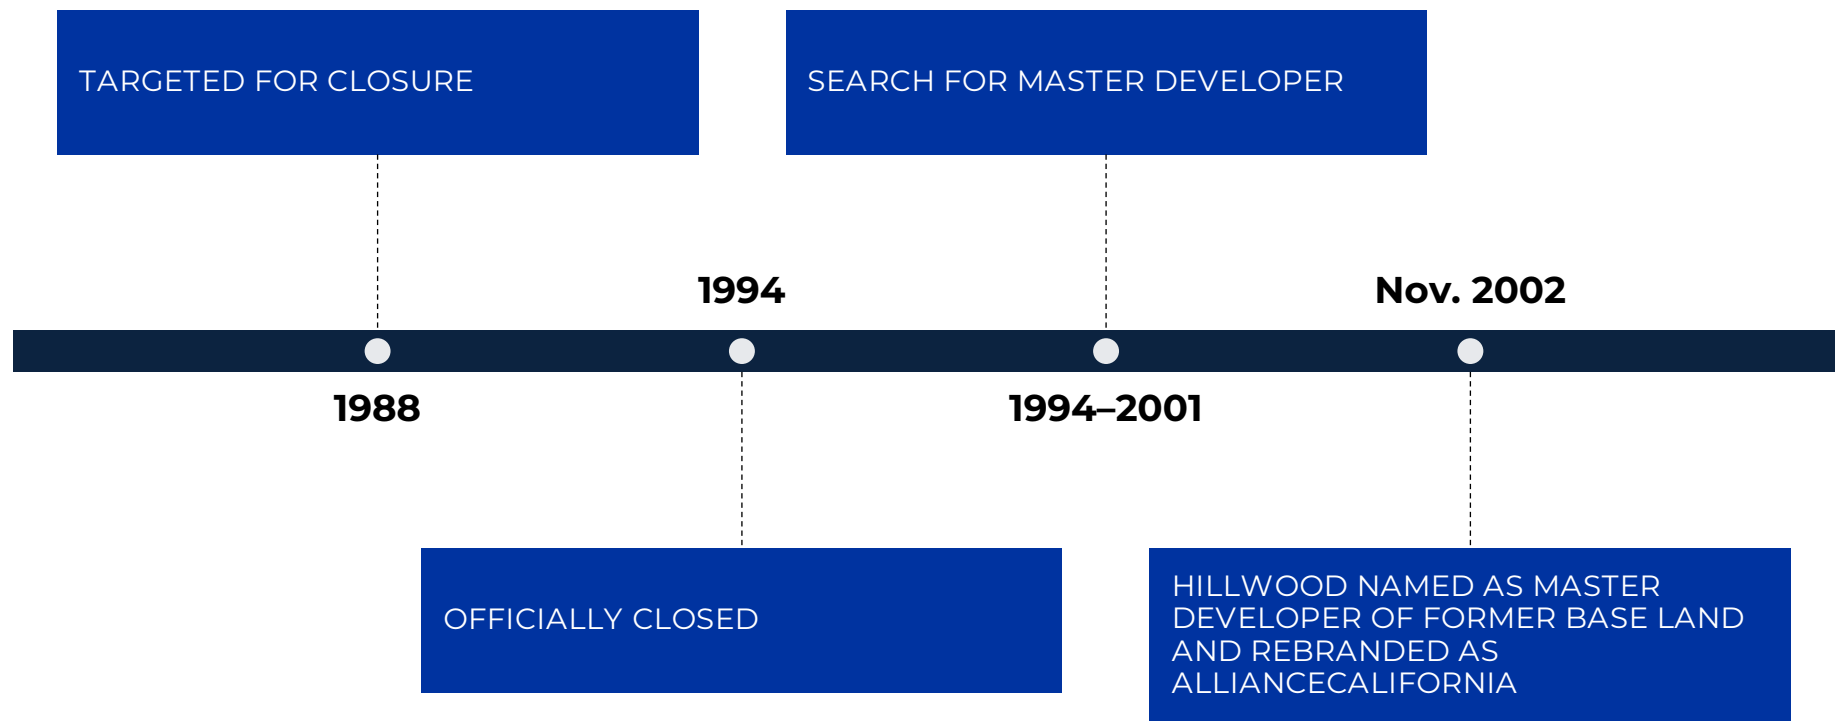 TARGETED FOR CLOSURE
SEARCH FOR MASTER DEVELOPER
1994
Nov. 2002
1988
1994–2001
OFFICIALLY CLOSED
HILLWOOD NAMED AS MASTER
DEVELOPER OF FORMER BASE LAND
AND REBRANDED AS
ALLIANCECALIFORNIA